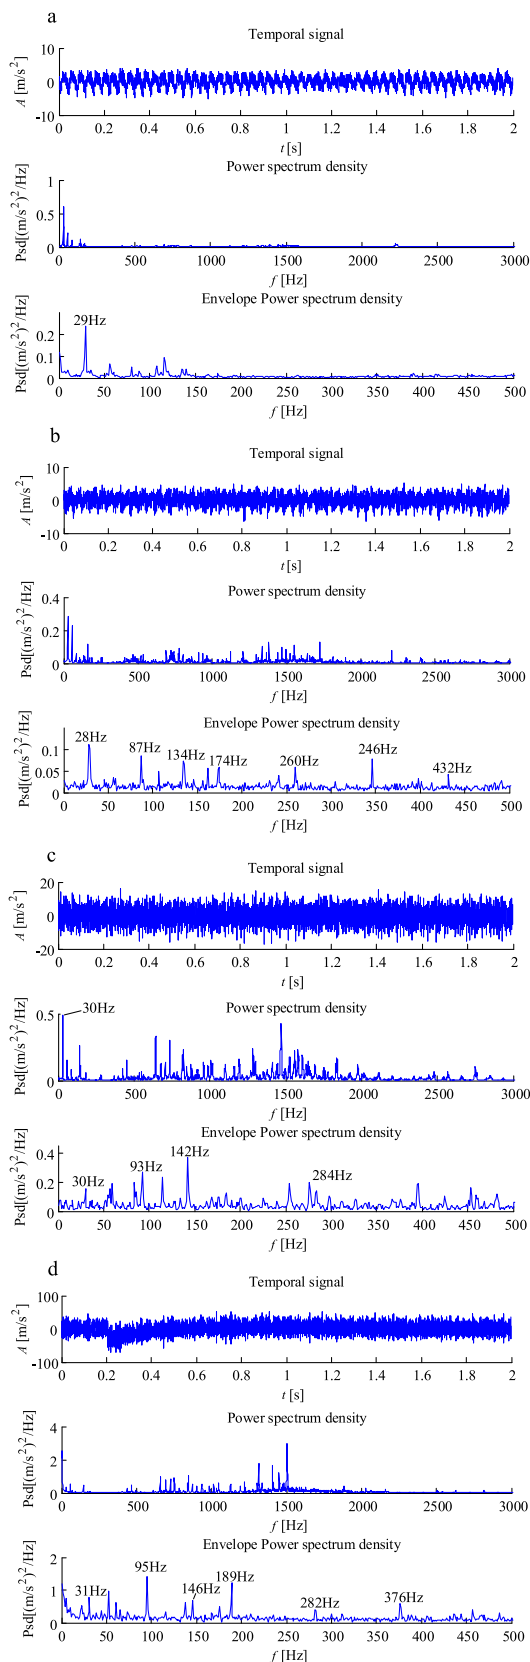 a
Temporal signal
10
0
-10
A [m/s²]
0 0.2 0.4 0.6 0.8 1 1.2 1.4 1.6 1.8 2
t [s]
Power spectrum density
1
0.5
0
Psd[(m/s²)²/Hz]
0 500 1000 1500 2000 2500 3000
f [Hz]
Envelope Power spectrum density
29Hz
0.2
0.1
0
Psd[(m/s²)²/Hz]
0 50 100 150 200 250 300 350 400 450 500
f [Hz]
b
Temporal signal
10
0
-10
A [m/s²]
0 0.2 0.4 0.6 0.8 1 1.2 1.4 1.6 1.8 2
t [s]
Power spectrum density
0.4
0.2
0
Psd[(m/s²)²/Hz]
0 500 1000 1500 2000 2500 3000
f [Hz]
Envelope Power spectrum density
28Hz 87Hz 134Hz 174Hz 260Hz 246Hz 432Hz
0.1
0.05
0
Psd[(m/s²)²/Hz]
0 50 100 150 200 250 300 350 400 450 500
f [Hz]
c
Temporal signal
20
0
-20
A [m/s²]
0 0.2 0.4 0.6 0.8 1 1.2 1.4 1.6 1.8 2
t [s]
Power spectrum density
30Hz
0.5
0
Psd[(m/s²)²/Hz]
0 500 1000 1500 2000 2500 3000
f [Hz]
Envelope Power spectrum density
30Hz 93Hz 142Hz 284Hz
0.4
0.2
0
Psd[(m/s²)²/Hz]
0 50 100 150 200 250 300 350 400 450 500
f [Hz]
d
Temporal signal
100
0
-100
A [m/s²]
0 0.2 0.4 0.6 0.8 1 1.2 1.4 1.6 1.8 2
t [s]
Power spectrum density
4
2
0
Psd[(m/s²)²/Hz]
0 500 1000 1500 2000 2500 3000
f [Hz]
Envelope Power spectrum density
31Hz 95Hz 146Hz 189Hz 282Hz 376Hz
2
1
0
Psd[(m/s²)²/Hz]
0 50 100 150 200 250 300 350 400 450 500
f [Hz]